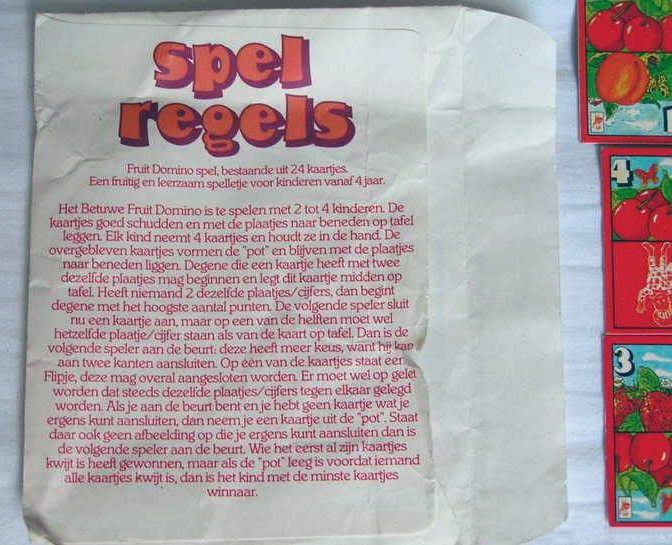 spel
regels
Fruit Domino spel, bestaande uit 24 kaartjes.
Een fruitig en leerzaam spelletje voor kinderen vanaf 4 jaar.
Het Betuwe Fruit Domino is te spelen met 2 tot 4 kinderen. De
kaartjes goed schudden en met de plaatjes naar beneden op tafel
leggen. Elk kind neemt 4 kaartjes en houdt ze in de hand. De
overgebleven kaartjes vormen de "pot" en blijven met de plaatjes
naar beneden liggen. Degene die een kaartje heeft met twee
dezelfde plaatjes mag beginnen en legt dit kaartje midden op
tafel. Heeft niemand 2 dezelfde plaatjes/cijfers, dan begint
degene met het hoogste aantal punten. De volgende speler sluit
nu een kaartje aan, maar op een van de helften moet wel
hetzelfde plaatje/cijfer staan als van de kaart op tafel. Dan is de
volgende speler aan de beurt: deze heeft meer keus, want hij kan
aan twee kanten aansluiten. Op één van de kaartjes staat een
Flipje, deze mag overal aangesloten worden. Er moet wel op gelet
worden dat steeds dezelfde plaatjes/cijfers tegen elkaar gelegd
worden. Als je aan de beurt bent en je hebt geen kaartje wat je
ergens kunt aansluiten, dan neem je een kaartje uit de "pot". Staat
daar ook geen afbeelding op die je ergens kunt aansluiten dan is
de volgende speler aan de beurt. Wie het eerst al zijn kaartjes
kwijt is heeft gewonnen, maar als de "pot" leeg is voordat iemand
alle kaartjes kwijt is, dan is het kind met de minste kaartjes
winnaar.
4
3